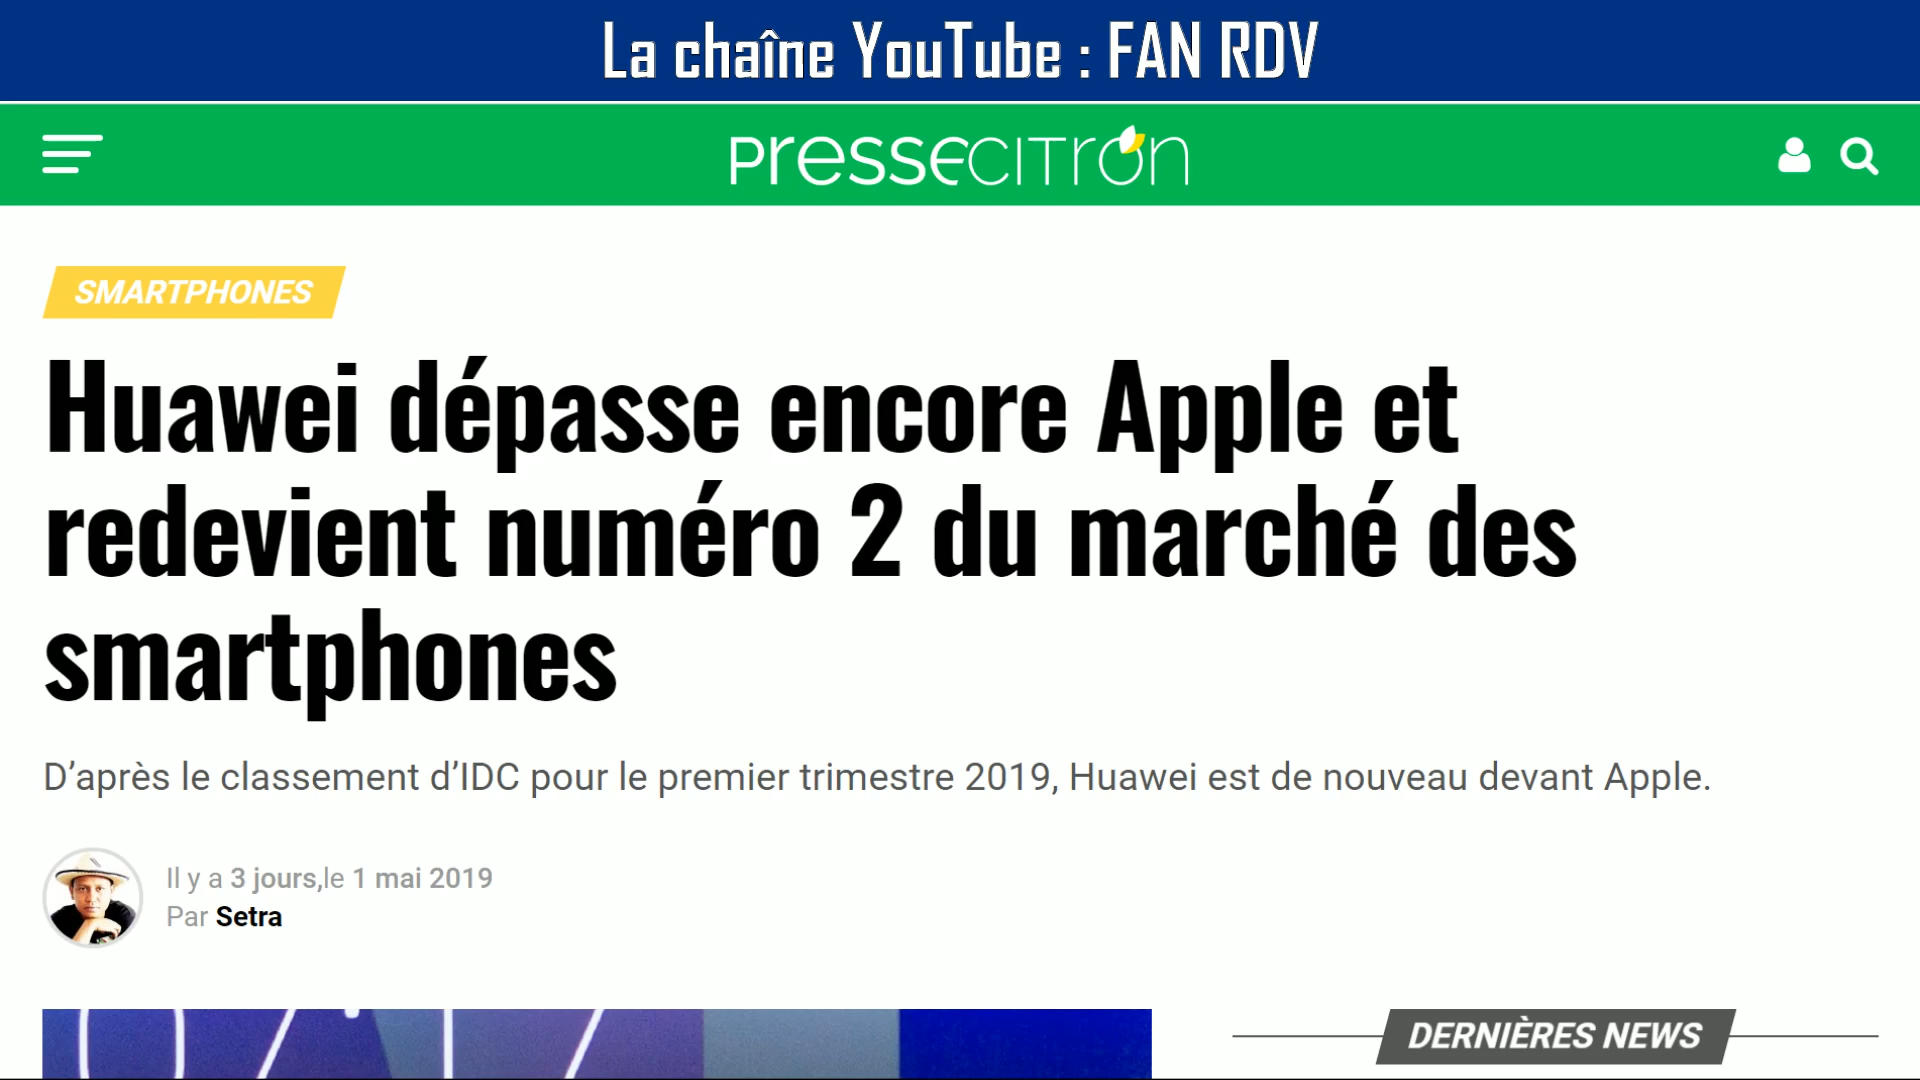 La chaîne YouTube : FAN RDV
PRESSECITRON
SMARTPHONES
Huawei dépasse encore Apple et
redevient numéro 2 du marché des
smartphones
D’après le classement d’IDC pour le premier trimestre 2019, Huawei est de nouveau devant Apple.
Il y a 3 jours,le 1 mai 2019
Par Setra
DERNIÈRES NEWS